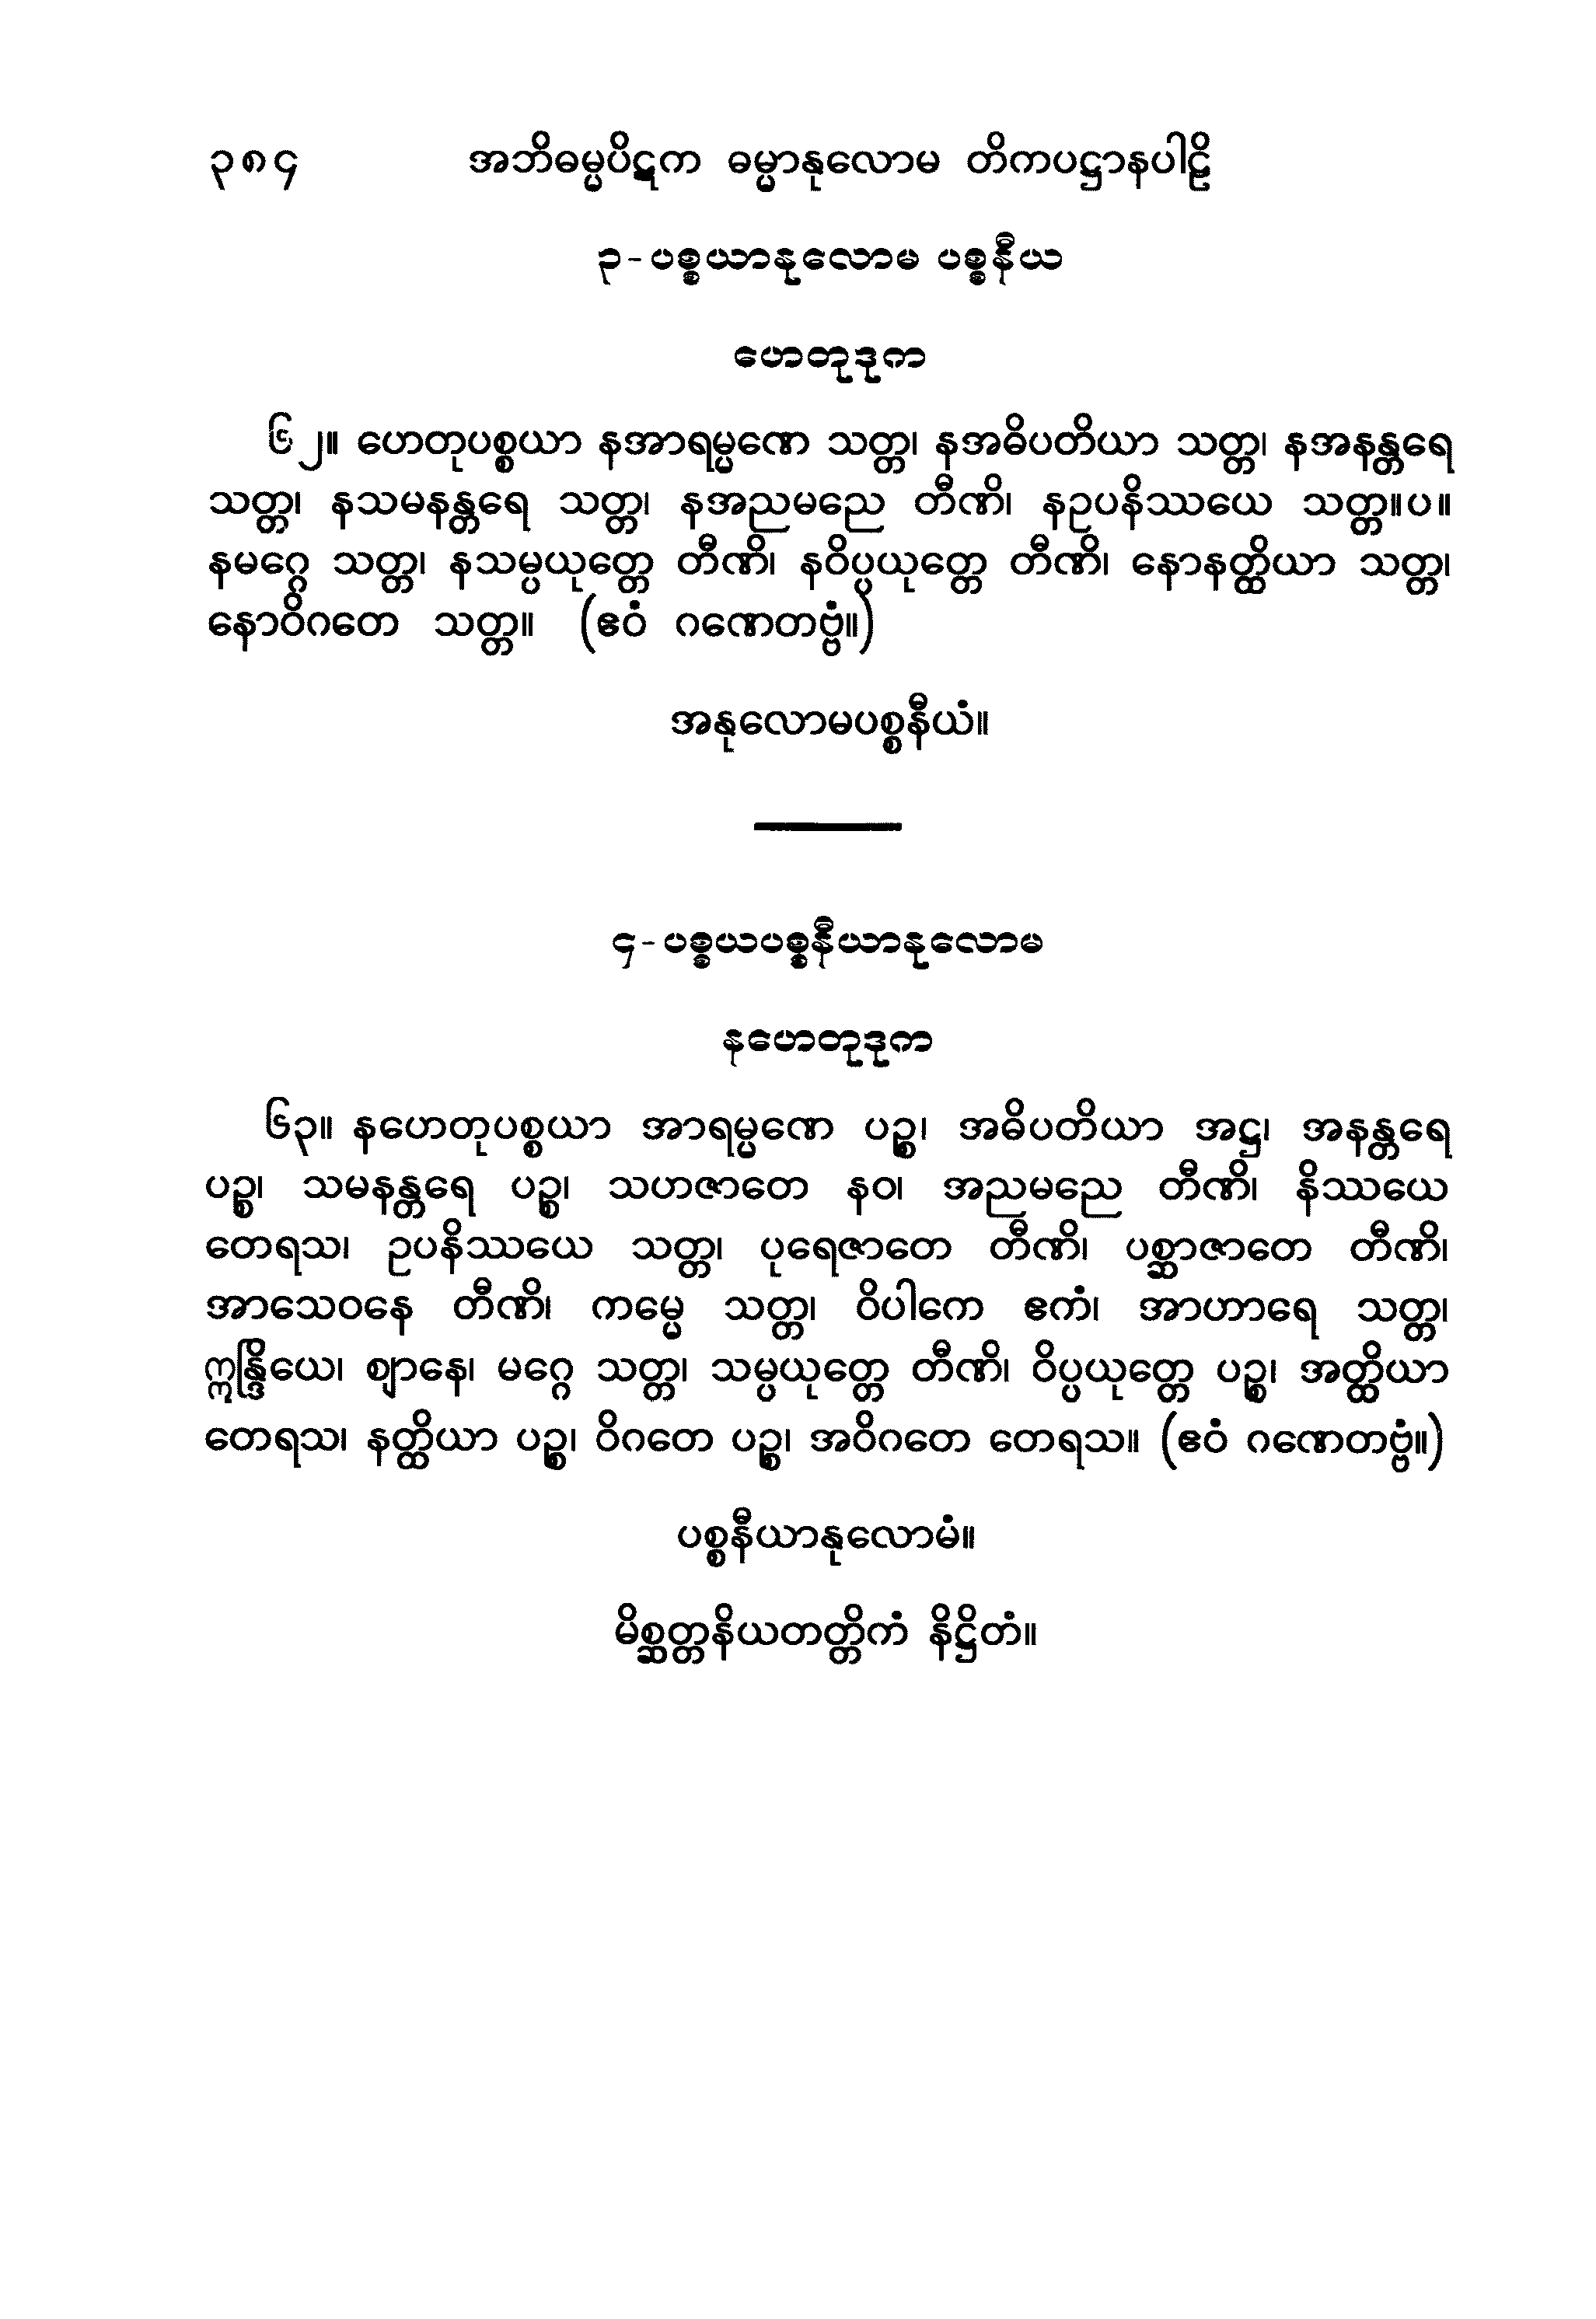 ၃၈၄ အဘိဓမ္မပိဋက ဓမ္မာနုလောမ တိကပဋ္ဌာနပါဠိ
၃-ပစ္စယာနုလောမ ပစ္စနီယ
ဟေတုဒုက
၆၂။ ဟေတုပစ္စယာ နအာရမ္မဏေ သတ္တ၊ နအဓိပတိယာ သတ္တ၊ နအနန္တရေ
သတ္တ၊ နသမနန္တရေ သတ္တ၊ နအညမညေ တီဏိ၊ နဥပနိဿယေ သတ္တ။ပ။
နမဂ္ဂေ သတ္တ၊ နသမ္ပယုတ္တေ တီဏိ၊ နဝိပ္ပယုတ္တေ တီဏိ၊ နောနတ္ထိယာ သတ္တ၊
နောဝိဂတေ သတ္တ။ (ဧဝံ ဂဏေတဗ္ဗံ။)
အနုလောမပစ္စနီယံ။
၄-ပစ္စယပစ္စနီယာနုလောမ
နဟေတုဒုက
၆၃။ နဟေတုပစ္စယာ အာရမ္မဏေ ပဉ္စ၊ အဓိပတိယာ အဋ္ဌ၊ အနန္တရေ
ပဉ္စ၊ သမနန္တရေ ပဉ္စ၊ သဟဇာတေ နဝ၊ အညမညေ တီဏိ၊ နိဿယေ
တေရသ၊ ဥပနိဿယေ သတ္တ၊ ပုရေဇာတေ တီဏိ၊ ပစ္ဆာဇာတေ တီဏိ၊
အာသေဝနေ တီဏိ၊ ကမ္မေ သတ္တ၊ ဝိပါကေ ဧကံ၊ အာဟာရေ သတ္တ၊
ဣန္ဒြိယေ၊ ဈာနေ၊ မဂ္ဂေ သတ္တ၊ သမ္ပယုတ္တေ တီဏိ၊ ဝိပ္ပယုတ္တေ ပဉ္စ၊ အတ္ထိယာ
တေရသ၊ နတ္ထိယာ ပဉ္စ၊ ဝိဂတေ ပဉ္စ၊ အဝိဂတေ တေရသ။ (ဧဝံ ဂဏေတဗ္ဗံ။)
ပစ္စနီယာနုလောမံ။
မိစ္ဆတ္တနိယတတ္တိကံ နိဋ္ဌိတံ။